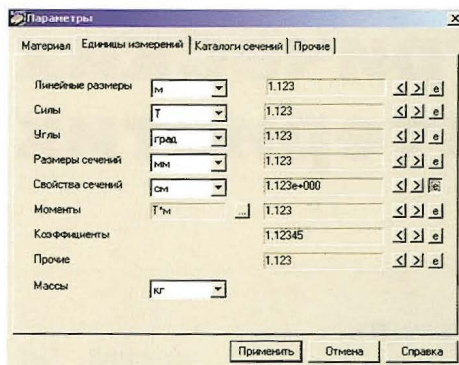 Параметры
Материал Единицы измерений Каталоги сечений Прочие
Линейные размеры м 1.123 < > e
Силы Т 1.123 < > e
Углы град 1.123 < > e
Размеры сечений мм 1.123 < > e
Свойства сечений см 1.123e+000 < > e
Моменты Т*м ... 1.123 < > e
Коэффициенты 1.12345 < > e
Прочие 1.123 < > e
Массы кг
Применить Отмена Справка